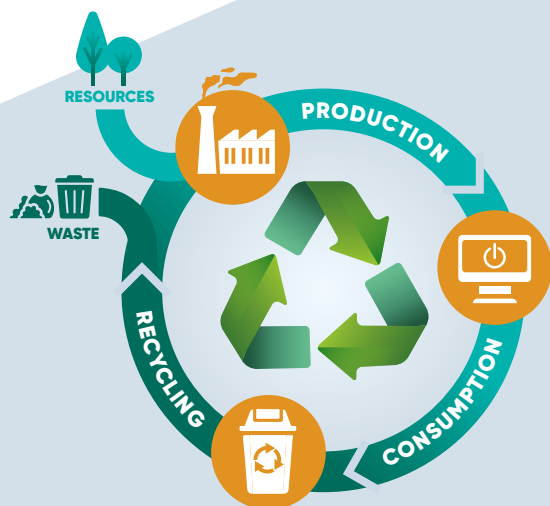 RESOURCES
PRODUCTION
WASTE
RECYCLING
CONSUMPTION